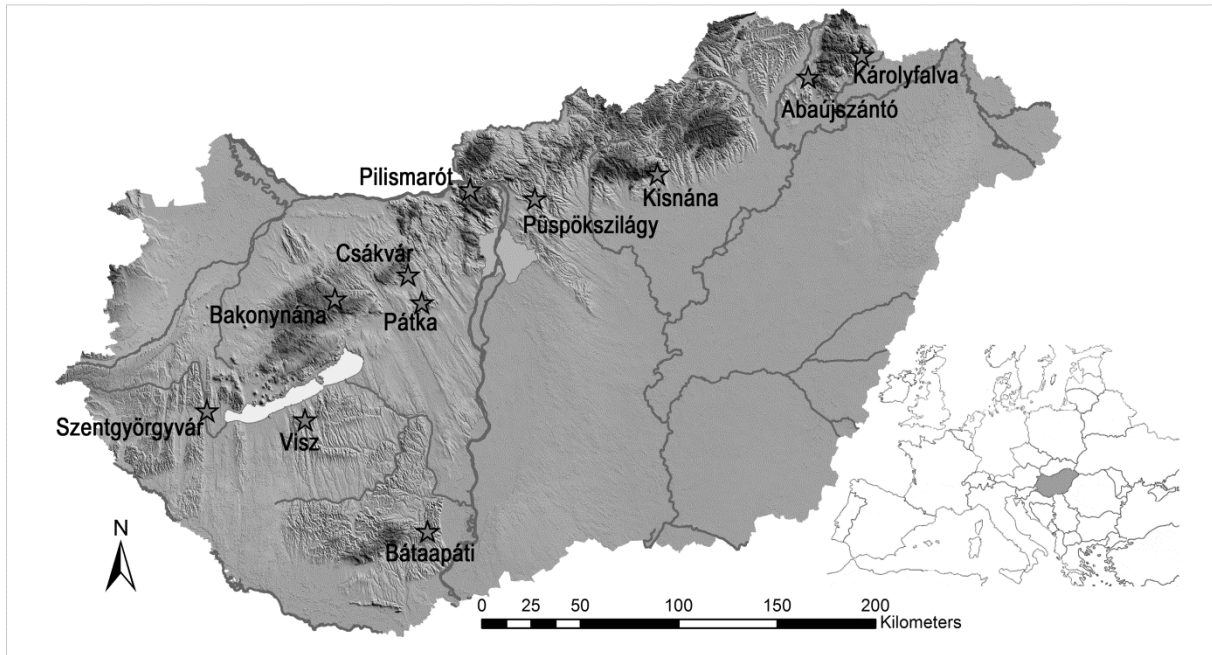 Károlyfalva
Abaújszántó
Pilismarót
Kisnána
Püspökszilágy
Csákvár
Bakonynána
Pátka
Szentgyörgyvár
Visz
Bátaapáti
N
0 25 50 100 150 200
Kilometers